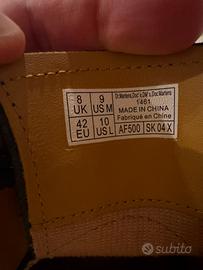 8 UK
9 US M
Dr.Martens,Doc's,DM's,Doc Martens
1461
MADE IN CHINA
Fabriqué en Chine
42 EU
10 US L
AF500
SK 04 X
subito